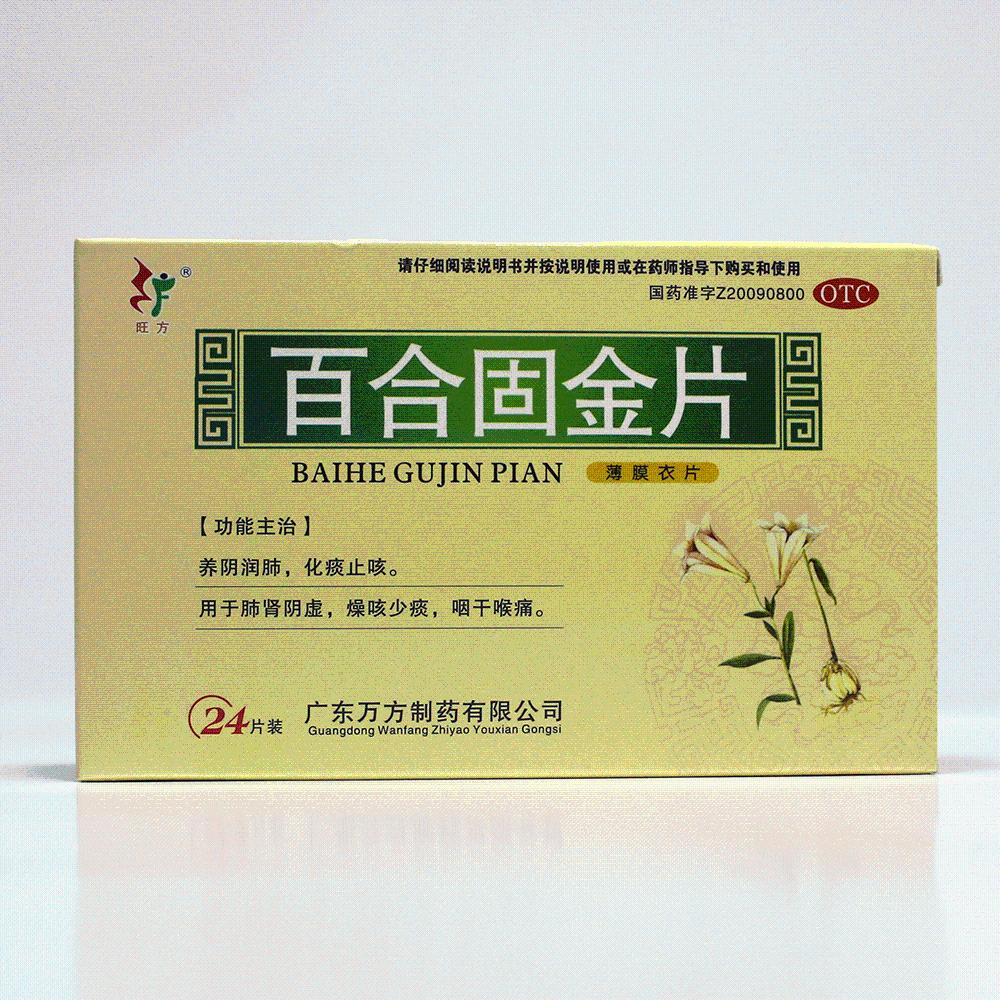 请仔细阅读说明书并按说明使用或在药师指导下购买和使用
国药准字Z20090800 OTC
®
旺方
百合固金片
BAIHE GUJIN PIAN 薄膜衣片
【功能主治】
养阴润肺，化痰止咳。
用于肺肾阴虚，燥咳少痰，咽干喉痛。
24片装 广东万方制药有限公司
Guangdong Wanfang Zhiyao Youxian Gongsi